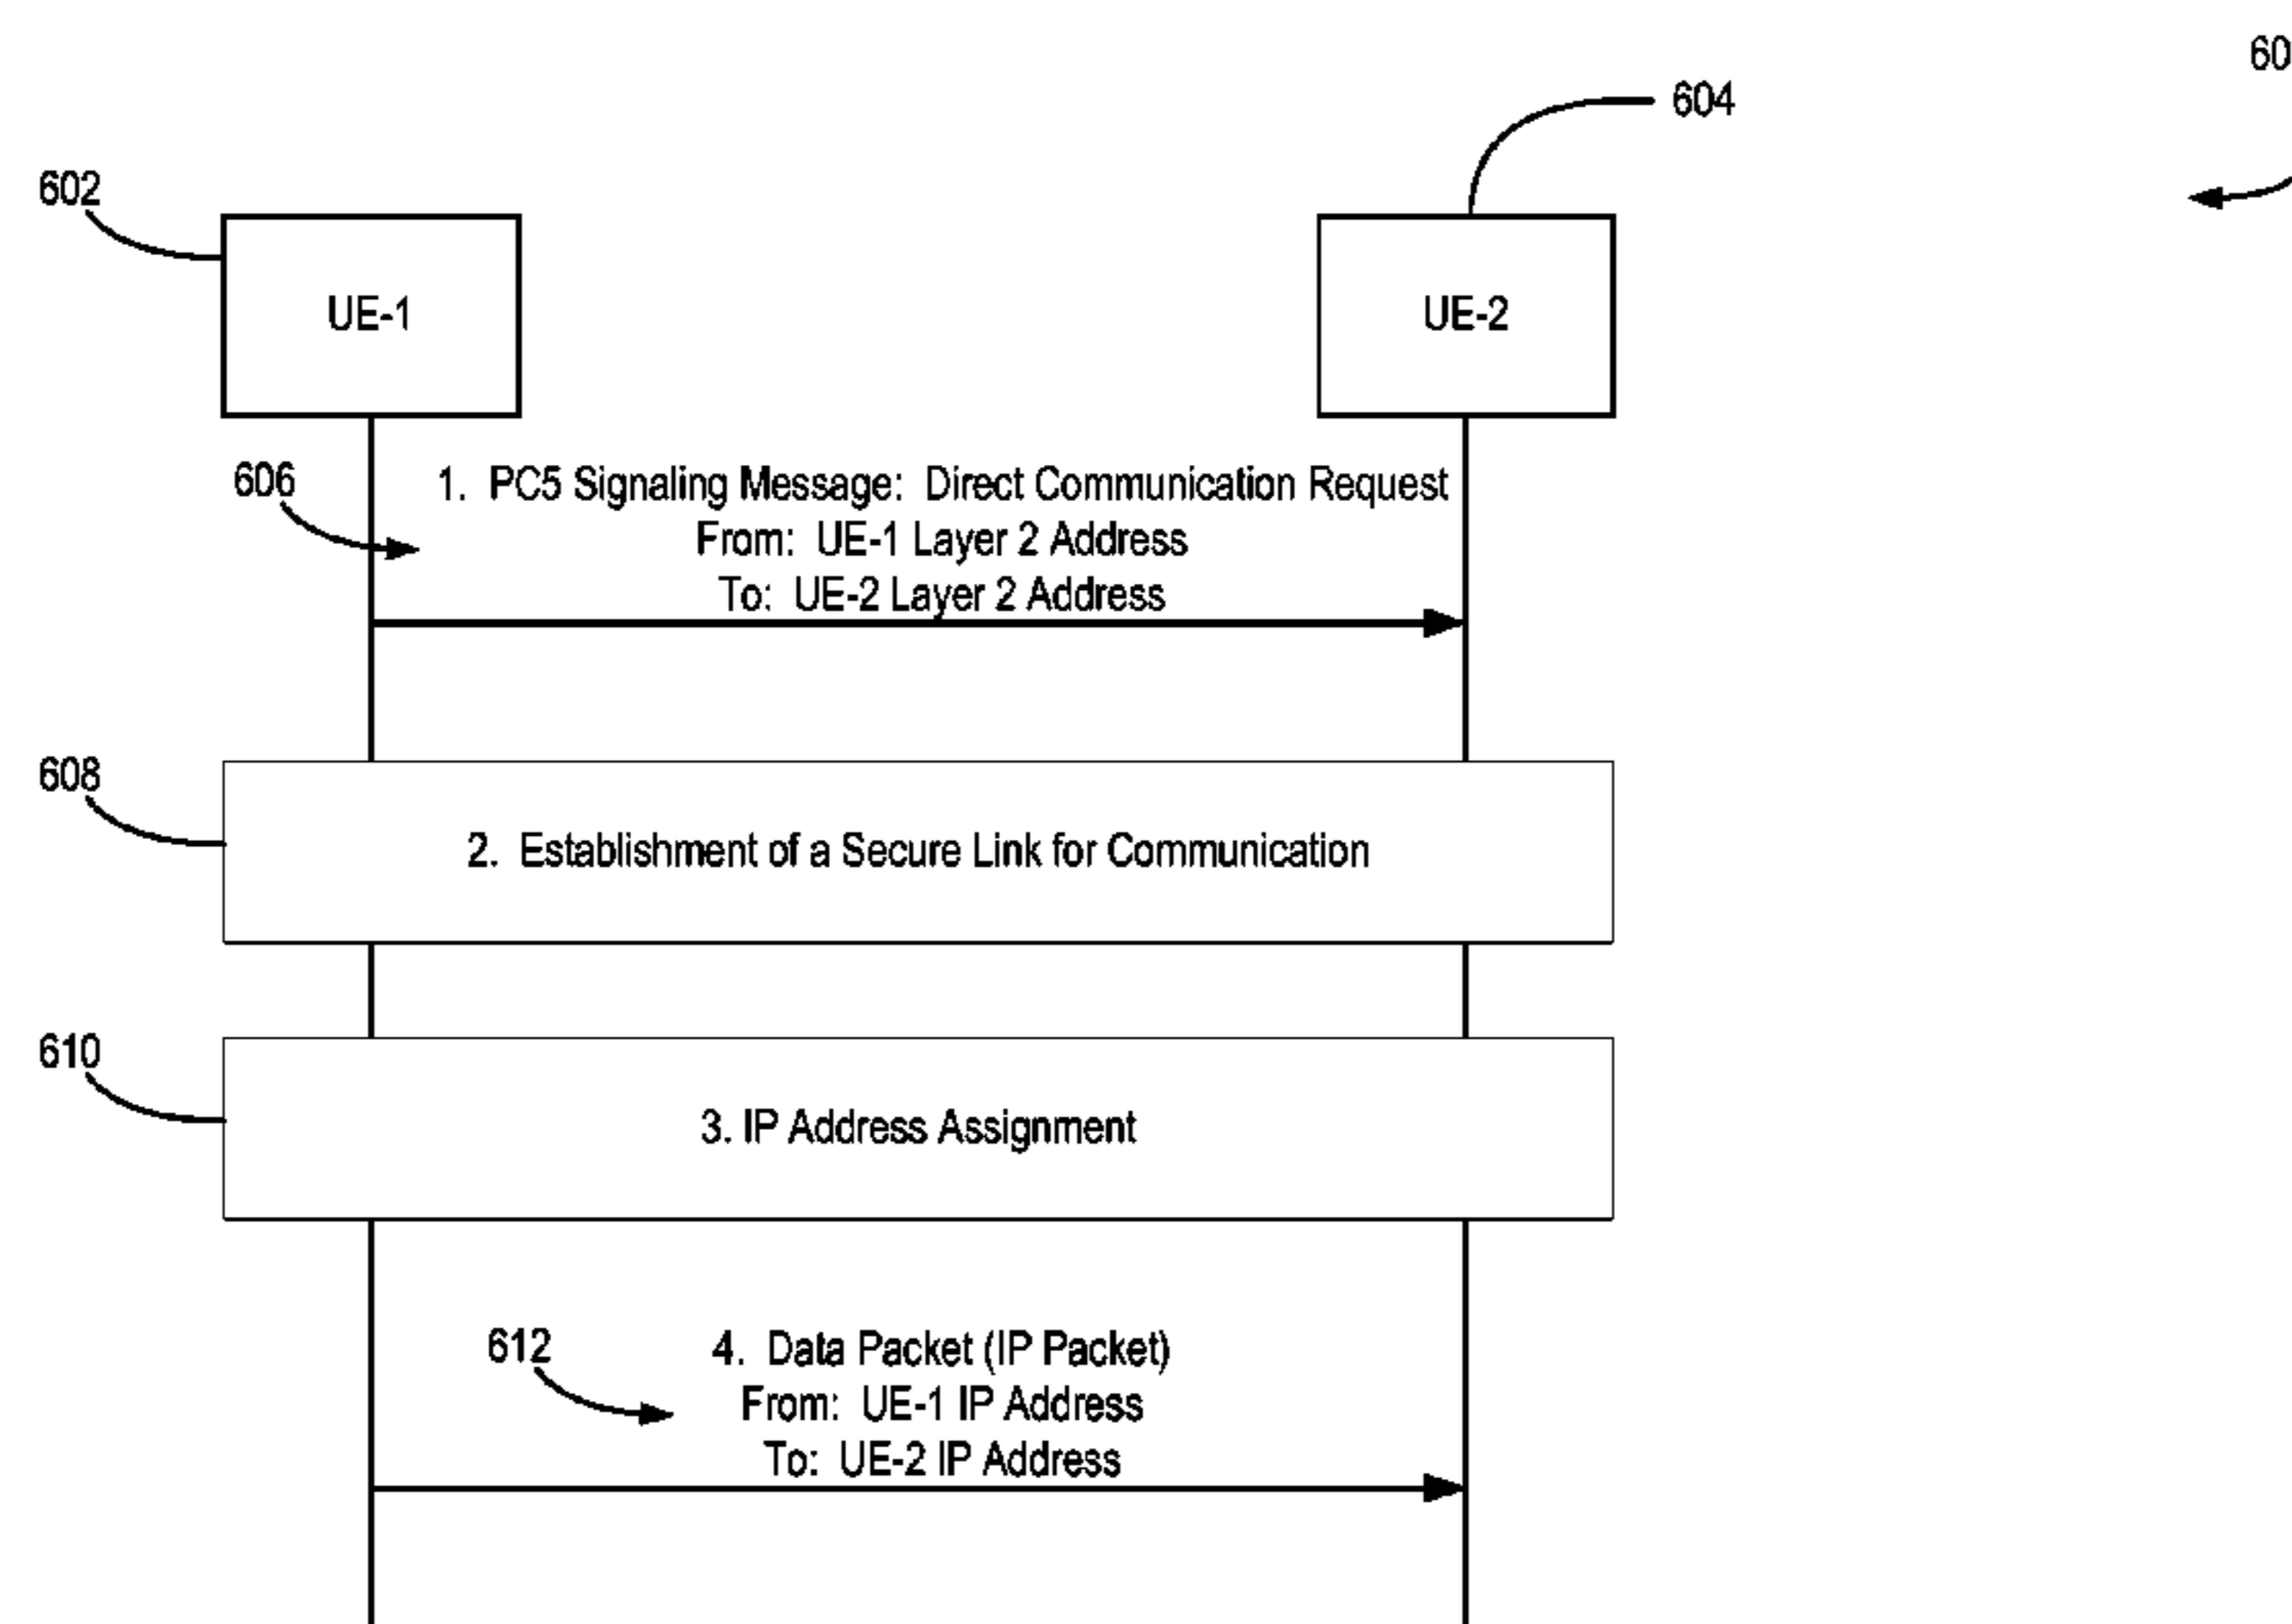 60
604
602
UE-1
UE-2
606
1. PC5 Signaling Message: Direct Communication Request
From: UE-1 Layer 2 Address
To: UE-2 Layer 2 Address
608
2. Establishment of a Secure Link for Communication
610
3. IP Address Assignment
612
4. Data Packet (IP Packet)
From: UE-1 IP Address
To: UE-2 IP Address